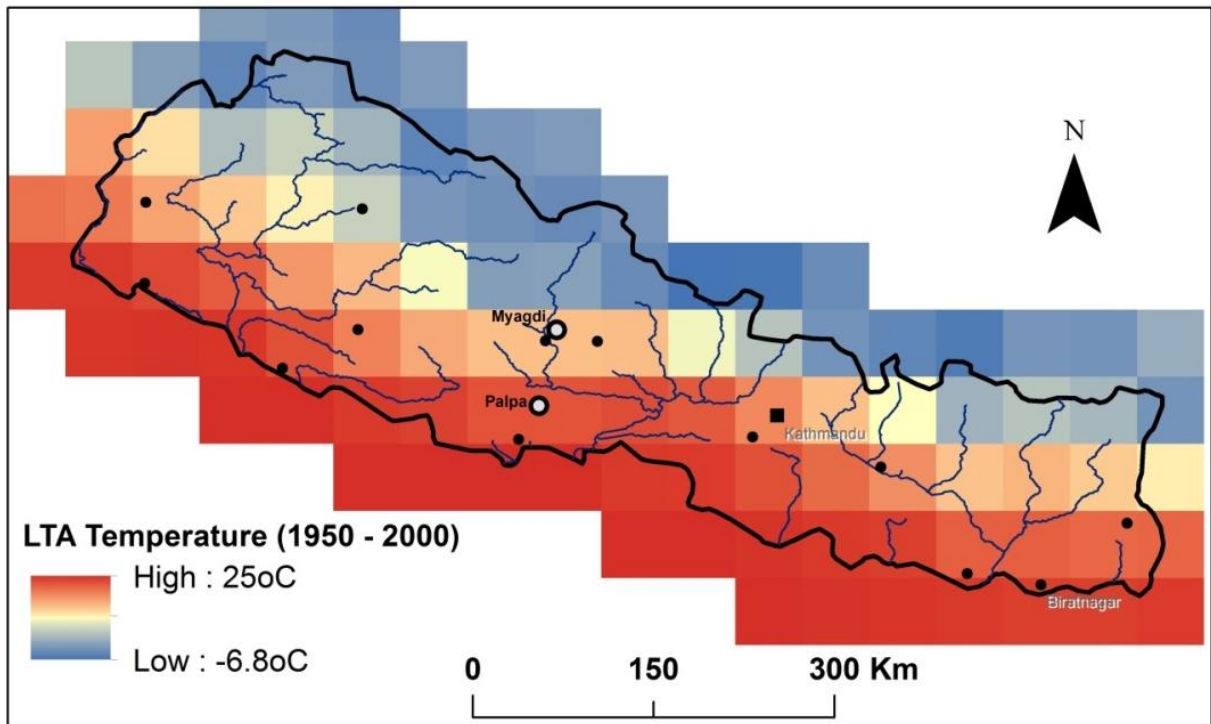 N
Myagdi
Palpa
Kathmandu
LTA Temperature (1950 - 2000)
High : 25oC
Low : -6.8oC
Biratnagar
0 150 300 Km